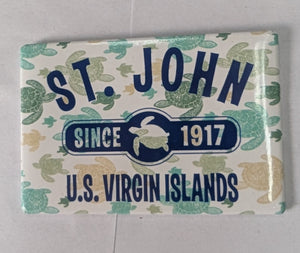 ST. JOHN
SINCE 1917
U.S. VIRGIN ISLANDS